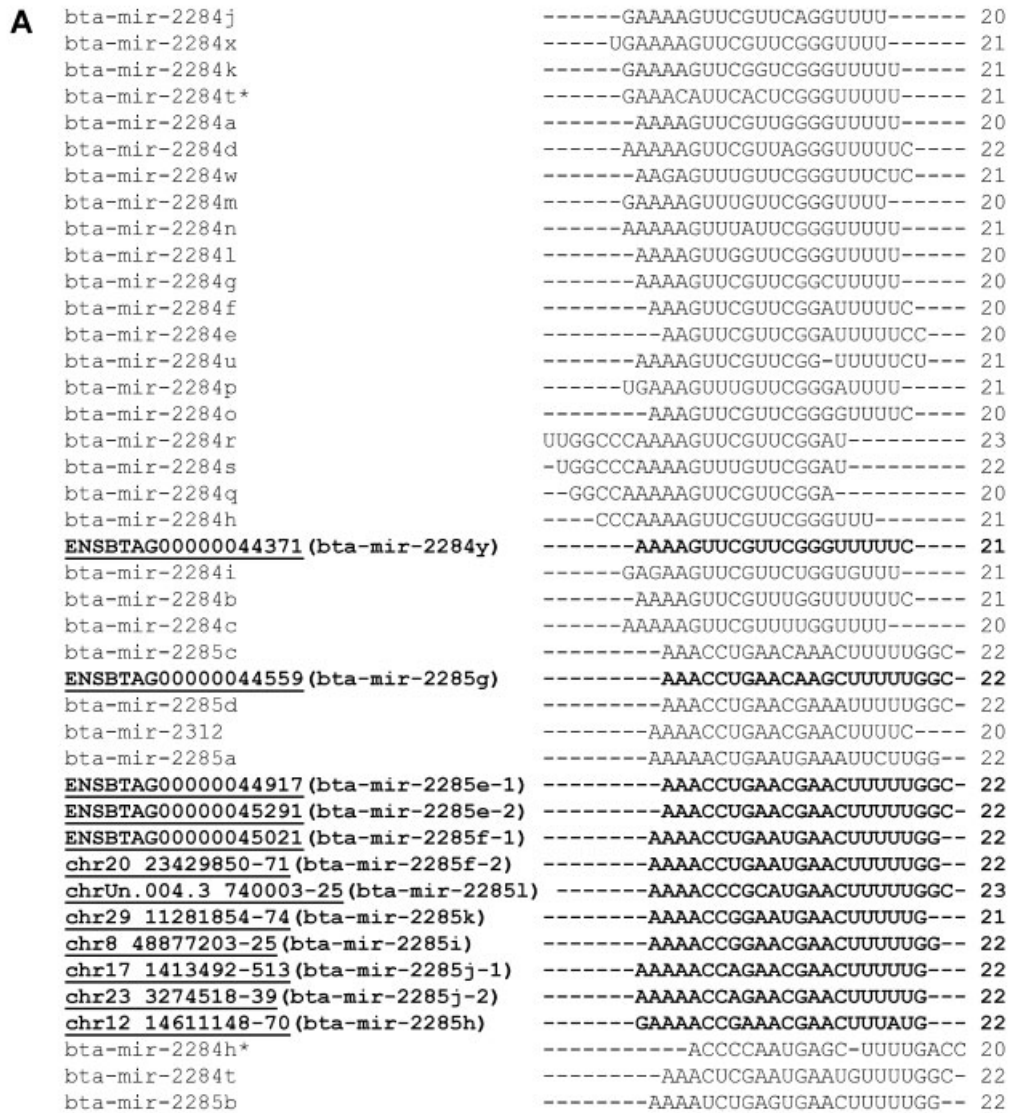 A
bta-mir-2284j ------GAAAAGUUCGUUCAGGUUUU------ 20
bta-mir-2284x -----UGAAAAGUUCGUUCGGGUUUU------ 21
bta-mir-2284k ------GAAAAGUUCGGUCGGGUUUUU----- 21
bta-mir-2284t* ------GAAACAUUCACUCGGGUUUUU----- 21
bta-mir-2284a -------AAAAGUUCGUUGGGGUUUUU----- 20
bta-mir-2284d ------AAAAAGUUCGUUAGGGUUUUUC---- 22
bta-mir-2284w -------AAGAGUUUGUUCGGGUUUCUC---- 21
bta-mir-2284m ------GAAAAGUUUGUUCGGGUUUU------ 20
bta-mir-2284n ------AAAAAGUUUAUUCGGGUUUUU----- 21
bta-mir-2284l -------AAAAGUUGGUUCGGGUUUUU----- 20
bta-mir-2284g -------AAAAGUUCGUUCGGCUUUUU----- 20
bta-mir-2284f --------AAAGUUCGUUCGGAUUUUUC---- 20
bta-mir-2284e ---------AAGUUCGUUCGGAUUUUUCC--- 20
bta-mir-2284u -------AAAAGUUCGUUCGG-UUUUUCU--- 21
bta-mir-2284p ------UGAAAGUUUGUUCGGGAUUUU----- 21
bta-mir-2284o --------AAAGUUCGUUCGGGGUUUUC---- 20
bta-mir-2284r UUGGCCCAAAAGUUCGUUCGGAU--------- 23
bta-mir-2284s -UGGCCCAAAAGUUUGUUCGGAU--------- 22
bta-mir-2284q --GGCCAAAAAGUUCGUUCGGA---------- 20
bta-mir-2284h ----CCCAAAAGUUCGUUCGGGUUU------- 21
ENSBTAG00000044371(bta-mir-2284y) -------AAAAGUUCGUUCGGGUUUUUC---- 21
bta-mir-2284i ------GAGAAGUUCGUUCUGGUGUUU----- 21
bta-mir-2284b -------AAAAGUUCGUUUGGUUUUUUC---- 21
bta-mir-2284c ------AAAAAGUUCGUUUUGGUUUU------ 20
bta-mir-2285c ---------AAACCUGAACAAACUUUUUGGC- 22
ENSBTAG00000044559(bta-mir-2285g) ---------AAACCUGAACAAGCUUUUUGGC- 22
bta-mir-2285d ---------AAACCUGAACGAAAUUUUUGGC- 22
bta-mir-2312 --------AAAACCUGAACGAACUUUUC---- 20
bta-mir-2285a --------AAAAACUGAAUGAAAUUCUUGG-- 22
ENSBTAG00000044917(bta-mir-2285e-1) ---------AAACCUGAACGAACUUUUUGGC- 22
ENSBTAG00000045291(bta-mir-2285e-2) ---------AAACCUGAACGAACUUUUUGGC- 22
ENSBTAG00000045021(bta-mir-2285f-1) --------AAAACCUGAAUGAACUUUUUGG-- 22
chr20 23429850-71(bta-mir-2285f-2) --------AAAACCUGAAUGAACUUUUUGG-- 22
chrUn.004.3 740003-25(bta-mir-2285l) --------AAAACCCGCAUGAACUUUUUGGC- 23
chr29 11281854-74(bta-mir-2285k) --------AAAACCGGAAUGAACUUUUUG--- 21
chr8 48877203-25(bta-mir-2285i) --------AAAACCGGAACGAACUUUUUGG-- 22
chr17 1413492-513(bta-mir-2285j-1) -------AAAAACCAGAACGAACUUUUUG--- 22
chr23 3274518-39(bta-mir-2285j-2) -------AAAAACCAGAACGAACUUUUUG--- 22
chr12 14611148-70(bta-mir-2285h) -------GAAAACCGAAACGAACUUUAUG--- 22
bta-mir-2284h* -----------ACCCCAAUGAGC-UUUUGACC 20
bta-mir-2284t ---------AAACUCGAAUGAAUGUUUUGGC- 22
bta-mir-2285b --------AAAAUCUGAGUGAACUUUUUGG-- 22